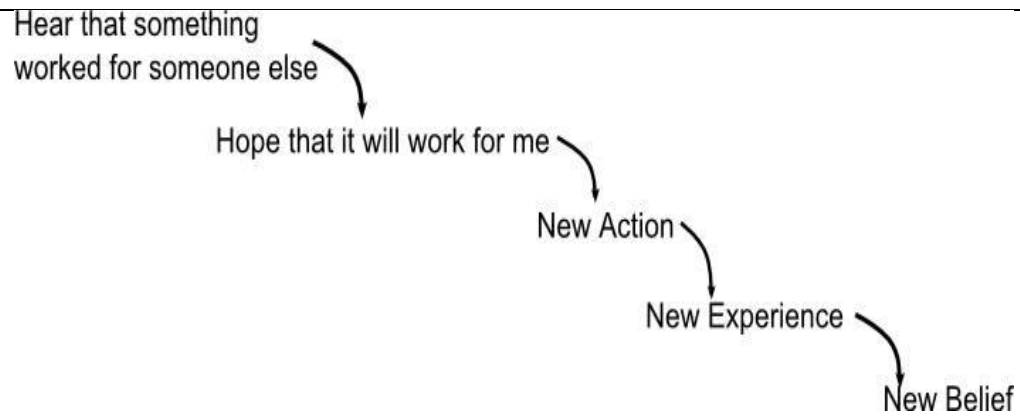 Hear that something
worked for someone else
Hope that it will work for me
New Action
New Experience
New Belief